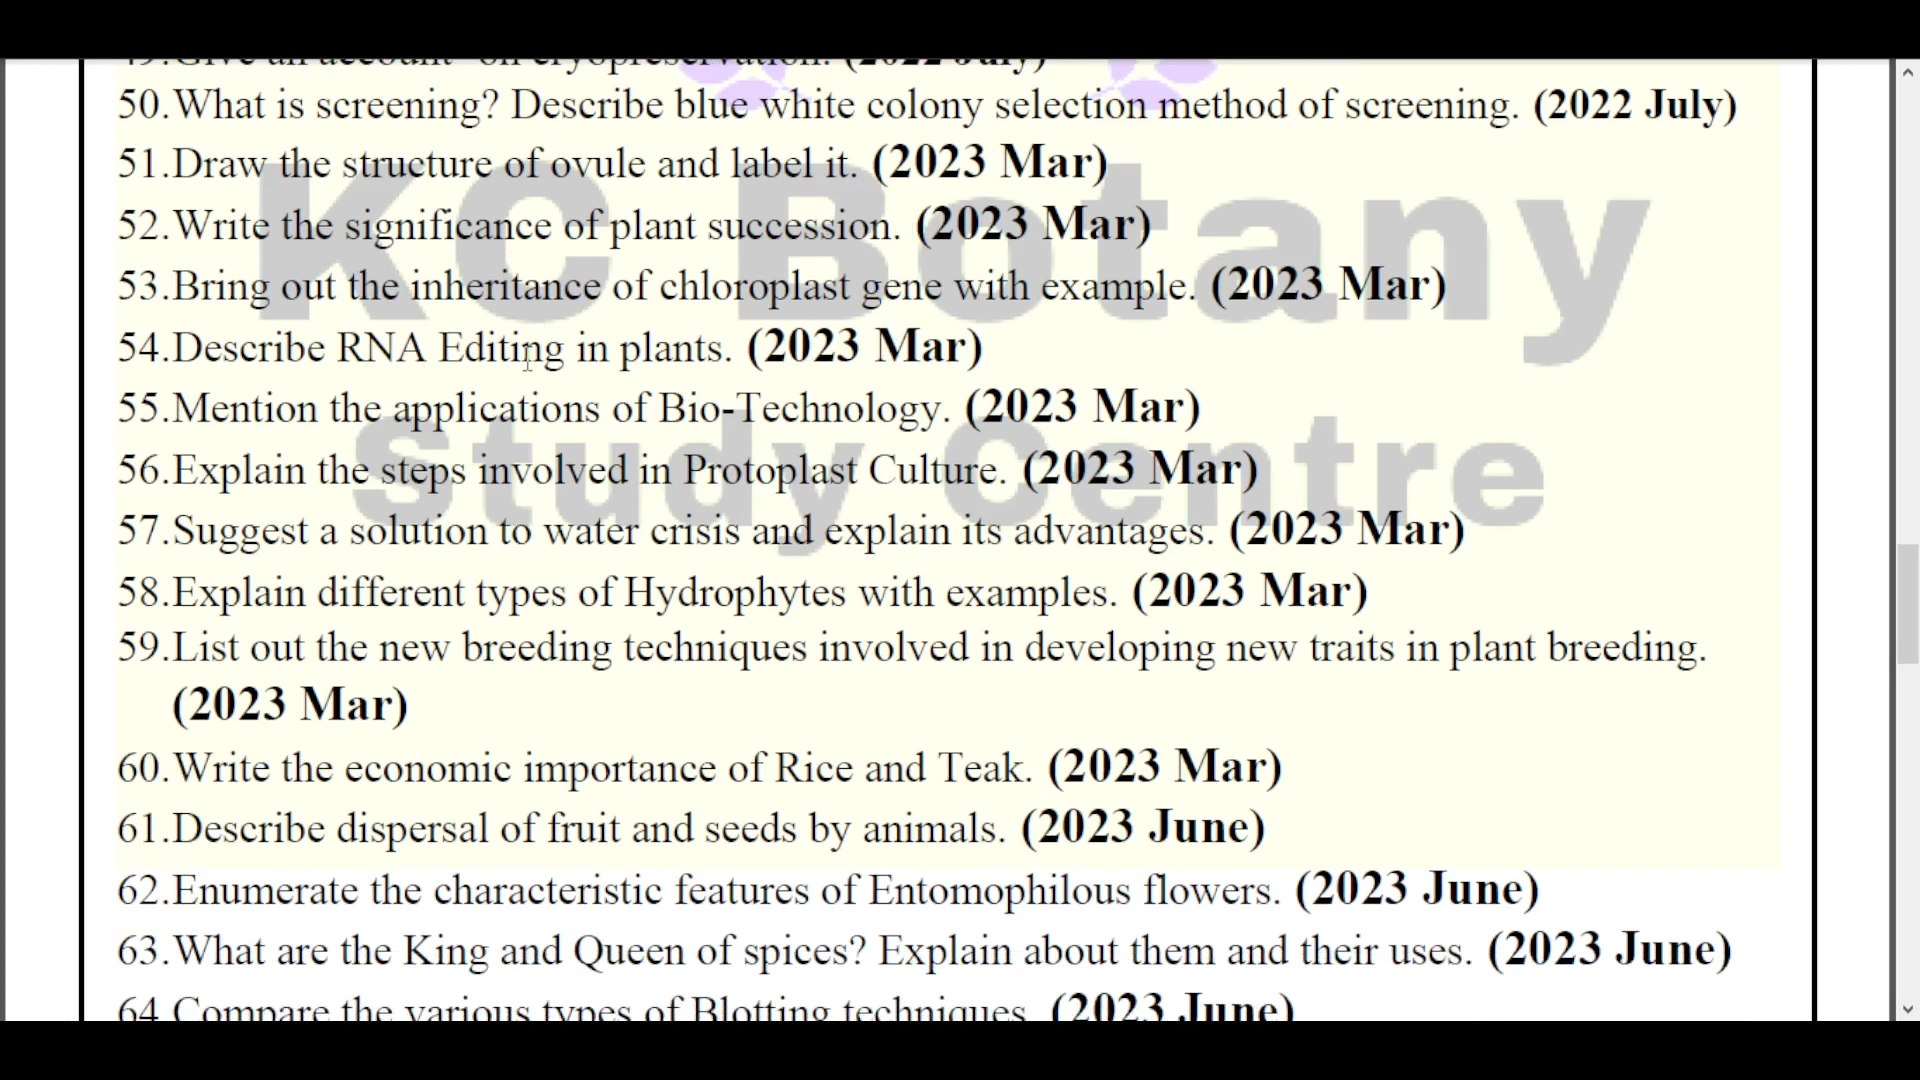 49.Give an account on cryopreservation. (2022 July)
50.What is screening? Describe blue white colony selection method of screening. (2022 July)
51.Draw the structure of ovule and label it. (2023 Mar)
52.Write the significance of plant succession. (2023 Mar)
53.Bring out the inheritance of chloroplast gene with example. (2023 Mar)
54.Describe RNA Editing in plants. (2023 Mar)
55.Mention the applications of Bio-Technology. (2023 Mar)
56.Explain the steps involved in Protoplast Culture. (2023 Mar)
57.Suggest a solution to water crisis and explain its advantages. (2023 Mar)
58.Explain different types of Hydrophytes with examples. (2023 Mar)
59.List out the new breeding techniques involved in developing new traits in plant breeding.
(2023 Mar)
60.Write the economic importance of Rice and Teak. (2023 Mar)
61.Describe dispersal of fruit and seeds by animals. (2023 June)
62.Enumerate the characteristic features of Entomophilous flowers. (2023 June)
63.What are the King and Queen of spices? Explain about them and their uses. (2023 June)
64.Compare the various types of Blotting techniques. (2023 June)
KC Botany
Study Centre